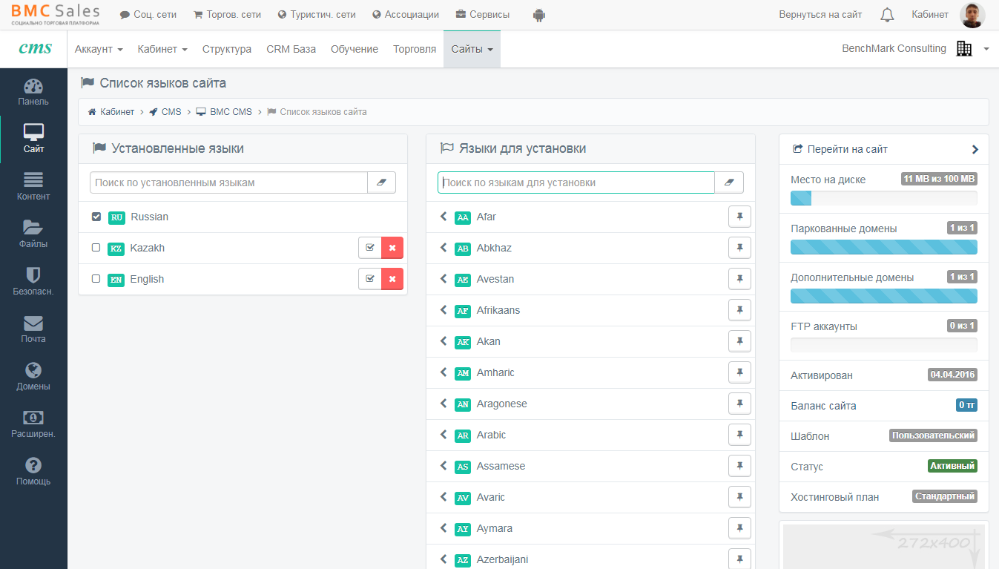 BMC Sales
СОЦИАЛЬНО ТОРГОВАЯ ПЛАТФОРМА
Соц. сети
Торгов. сети
Туристич. сети
Ассоциации
Сервисы
Вернуться на сайт
Кабинет
cms
Аккаунт
Кабинет
Структура
CRM База
Обучение
Торговля
Сайты
BenchMark Consulting
Панель
Сайт
Контент
Файлы
Безопасн.
Почта
Домены
Расширен.
Помощь
Список языков сайта
Кабинет > CMS > BMC CMS > Список языков сайта
Установленные языки
Поиск по установленным языкам
RU Russian
KZ Kazakh
EN English
Языки для установки
Поиск по языкам для установки
AA Afar
AB Abkhaz
AE Avestan
AF Afrikaans
AK Akan
AM Amharic
AN Aragonese
AR Arabic
AS Assamese
AV Avaric
AY Aymara
AZ Azerbaijani
Перейти на сайт
Место на диске 11 MB из 100 MB
Паркованные домены 1 из 1
Дополнительные домены 1 из 1
FTP аккаунты 0 из 1
Активирован 04.04.2016
Баланс сайта 0 тг
Шаблон Пользовательский
Статус Активный
Хостинговый план Стандартный
272x400